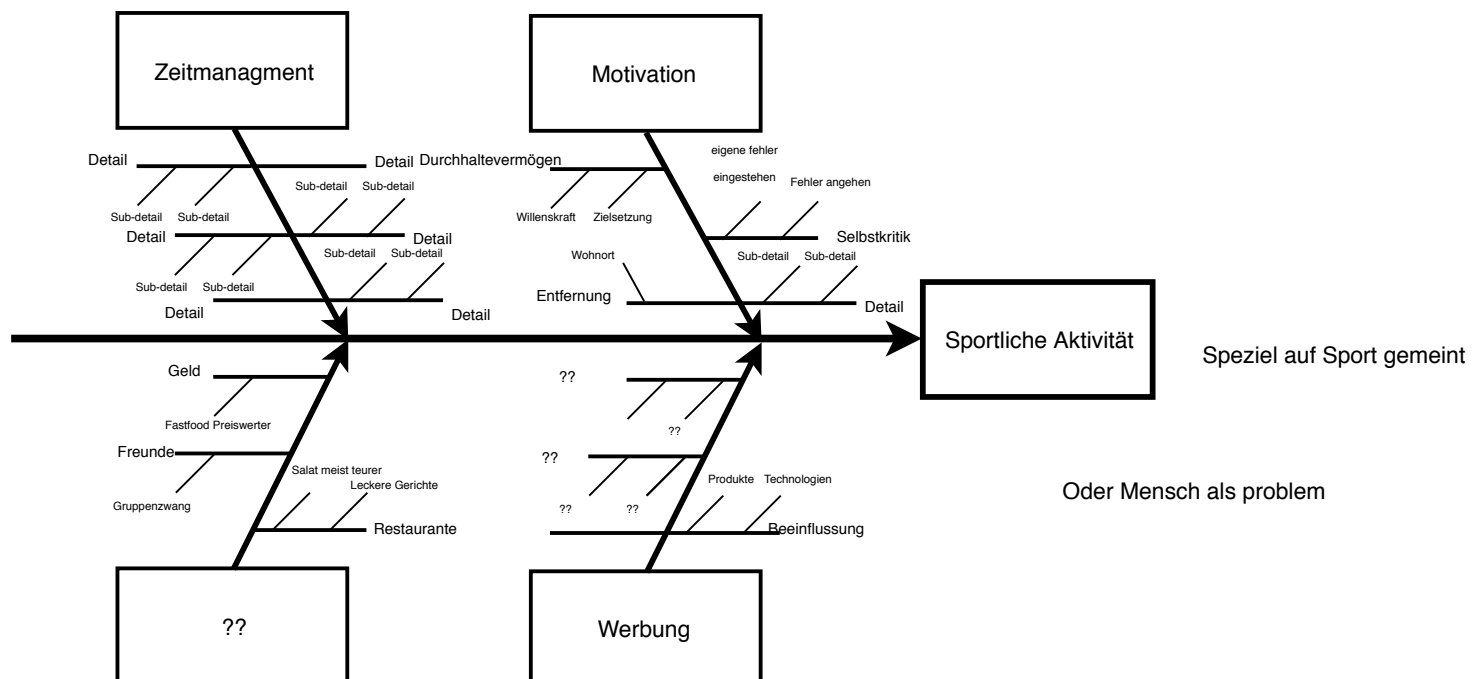 Zeitmanagment
Motivation
Detail
Detail
Sub-detail
Sub-detail
Sub-detail
Sub-detail
Detail
Detail
Sub-detail
Sub-detail
Sub-detail
Sub-detail
Detail
Detail
Durchhaltevermögen
Willenskraft
Zielsetzung
eigene fehler
eingestehen
Fehler angehen
Selbstkritik
Wohnort
Sub-detail
Sub-detail
Entfernung
Detail
Sportliche Aktivität
Speziel auf Sport gemeint
Oder Mensch als problem
Geld
Fastfood Preiswerter
Freunde
Gruppenzwang
Salat meist teurer
Leckere Gerichte
Restaurante
??
??
??
??
??
??
Produkte
Technologien
Beeinflussung
Werbung